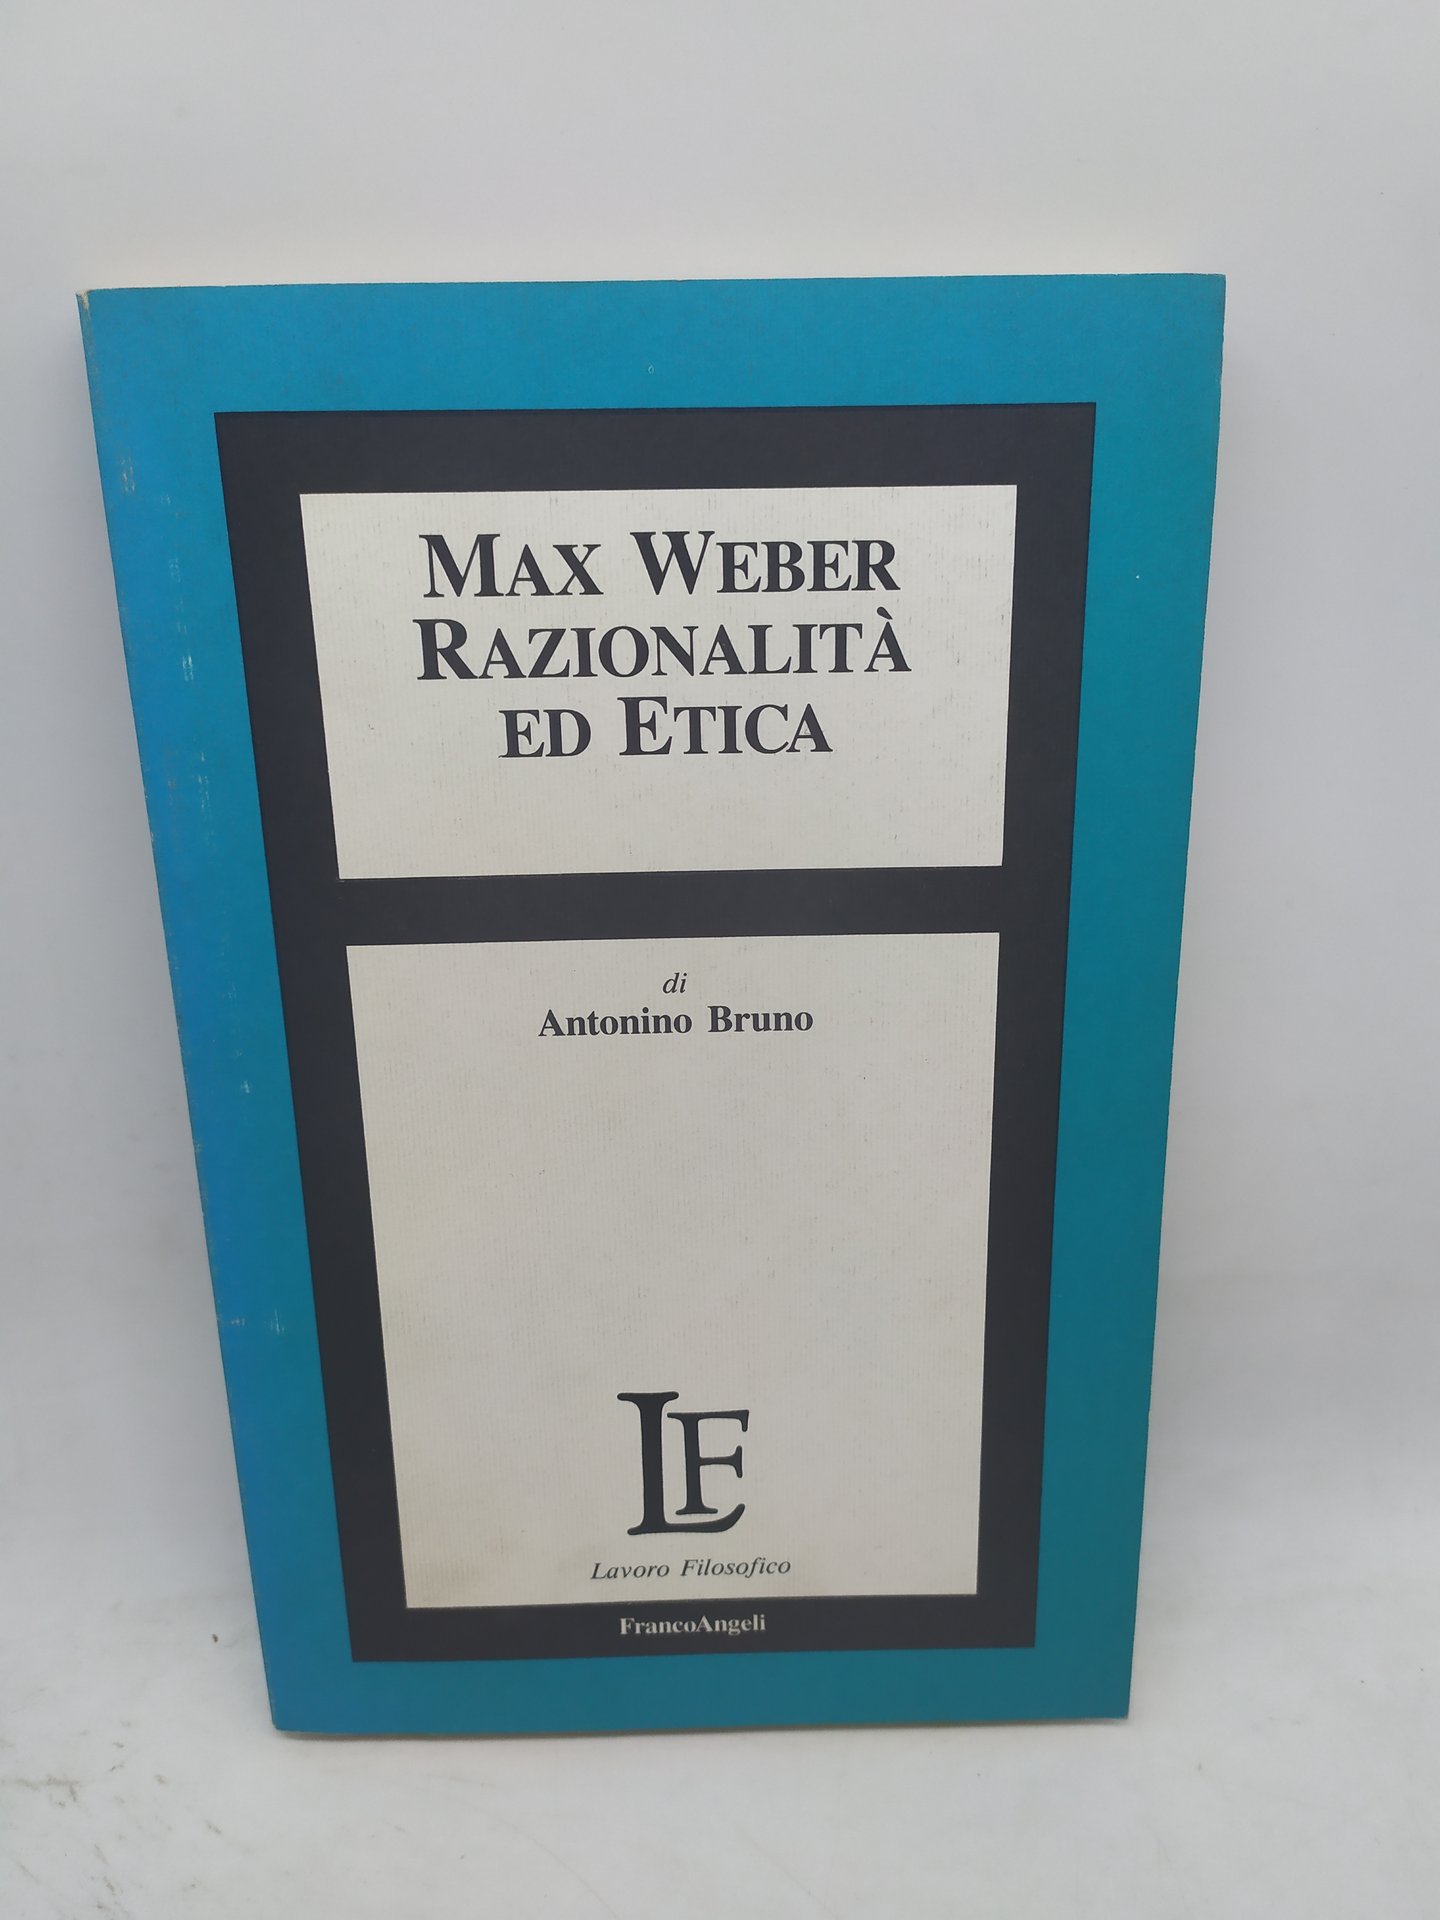 MAX WEBER
RAZIONALITÀ
ED ETICA
di
Antonino Bruno
LF
Lavoro Filosofico
FrancoAngeli